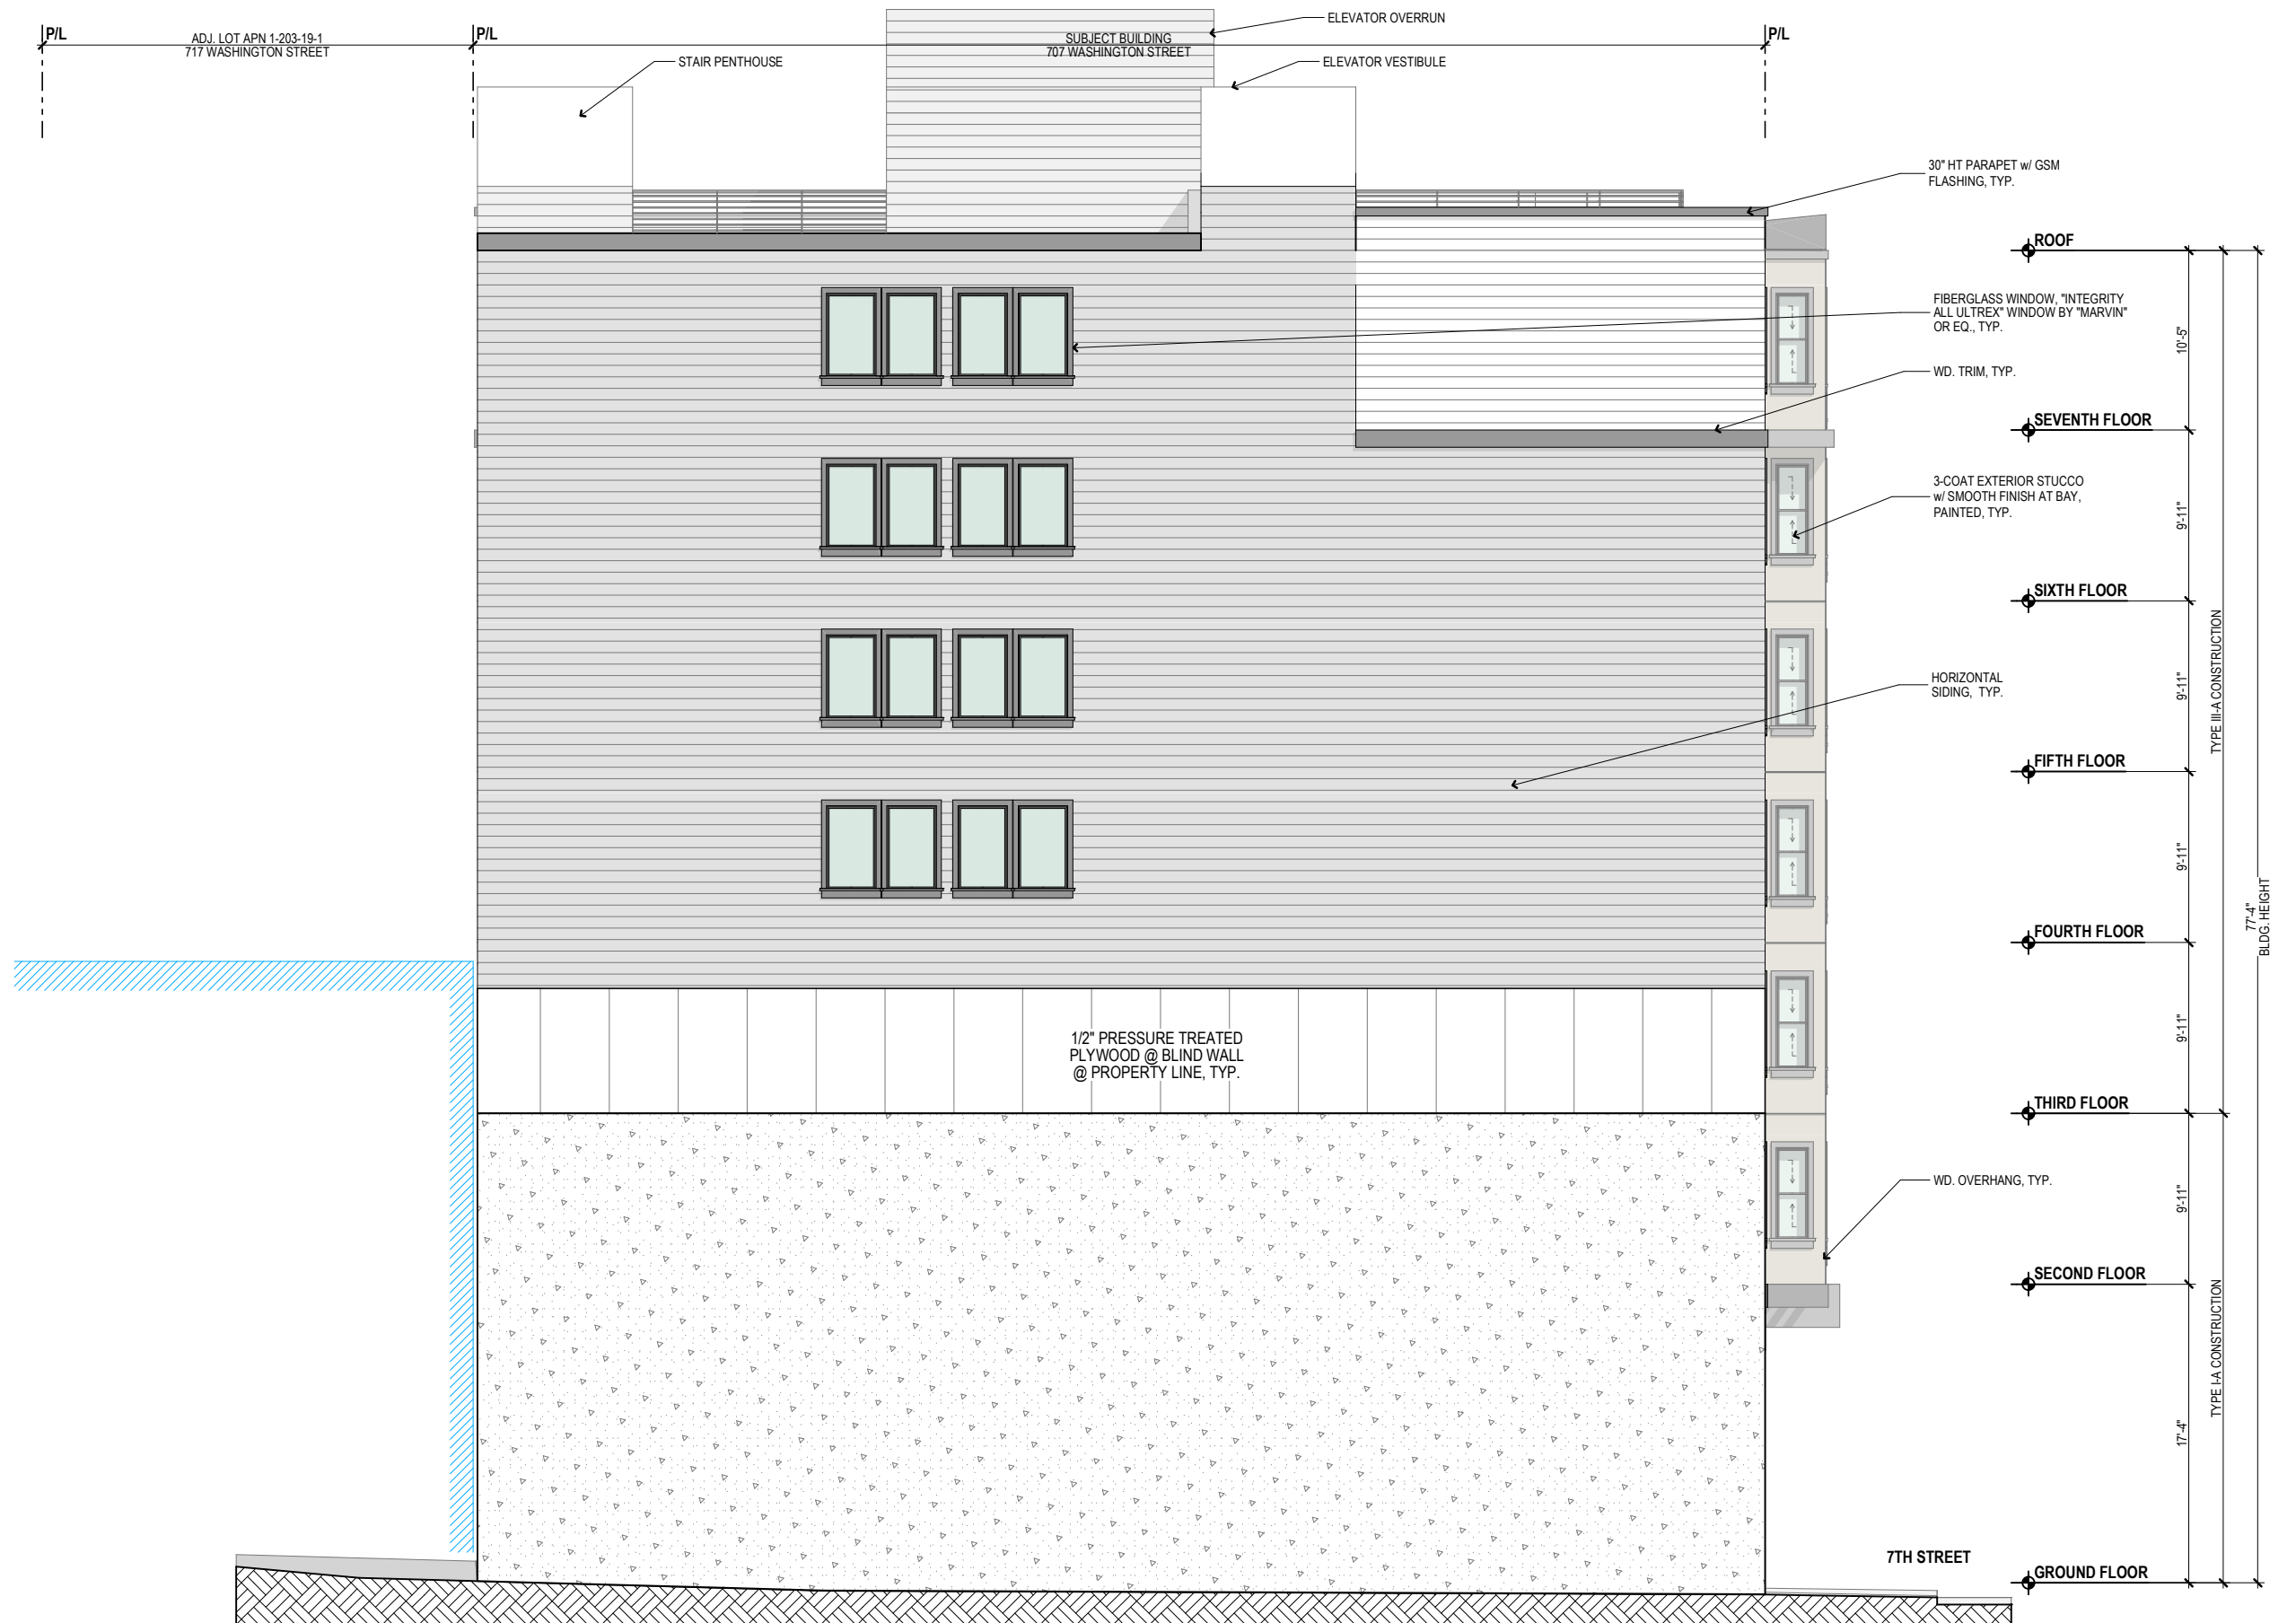 ELEVATOR OVERRUN
P/L
ADJ. LOT APN 1-203-19-1
717 WASHINGTON STREET
P/L
SUBJECT BUILDING
707 WASHINGTON STREET
P/L
STAIR PENTHOUSE
ELEVATOR VESTIBULE
30" HT PARAPET w/ GSM
FLASHING, TYP.
ROOF
FIBERGLASS WINDOW, "INTEGRITY
ALL ULTREX" WINDOW BY "MARVIN"
OR EQ., TYP.
10'-5"
WD. TRIM, TYP.
SEVENTH FLOOR
3-COAT EXTERIOR STUCCO
w/ SMOOTH FINISH AT BAY,
PAINTED, TYP.
9'-11"
SIXTH FLOOR
HORIZONTAL
SIDING, TYP.
9'-11"
TYPE III-A CONSTRUCTION
FIFTH FLOOR
9'-11"
77'-4"
BLDG. HEIGHT
FOURTH FLOOR
1/2" PRESSURE TREATED
PLYWOOD @ BLIND WALL
@ PROPERTY LINE, TYP.
9'-11"
THIRD FLOOR
WD. OVERHANG, TYP.
9'-11"
SECOND FLOOR
TYPE I-A CONSTRUCTION
17'-4"
7TH STREET
GROUND FLOOR